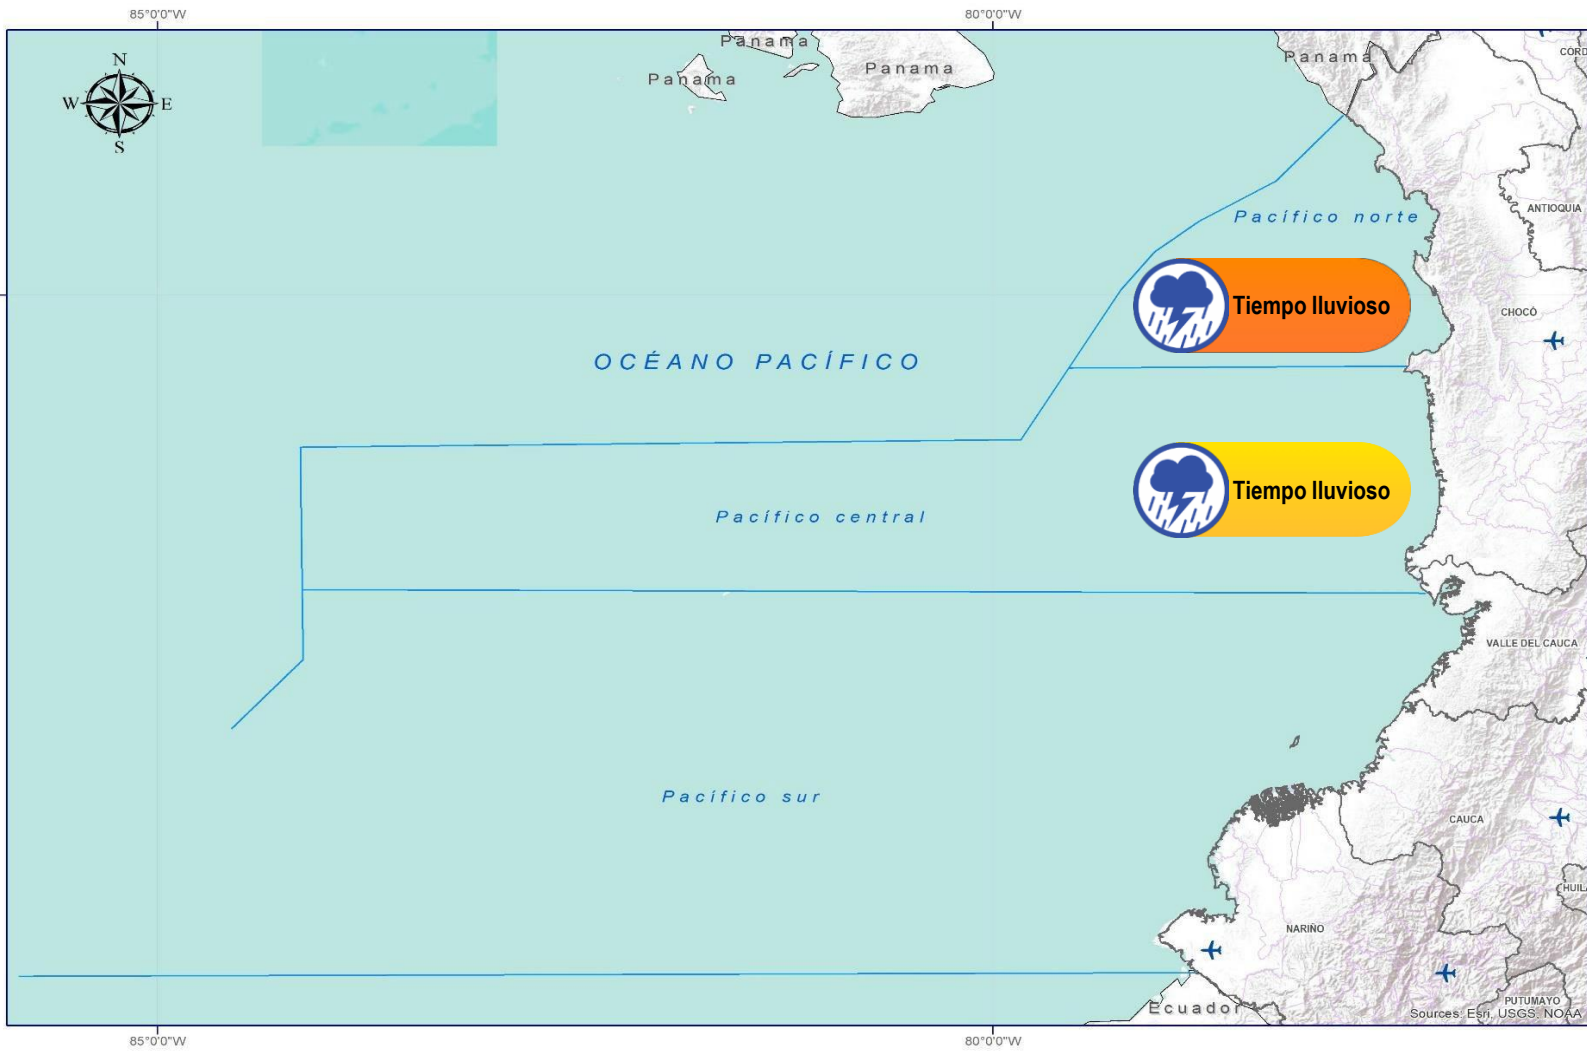 85°0'0"W 80°0'0"W
N
W E
S
Panama
Panama
Panama
Panama
CORD
ANTIOQUIA
Pacífico norte
Tiempo lluvioso
CHOCÓ
OCÉANO PACÍFICO
Tiempo lluvioso
Pacífico central
VALLE DEL CAUCA
Pacífico sur
CAUCA
HUILA
NARIÑO
PUTUMAYO
Ecuador
Sources: Esri, USGS, NOAA
85°0'0"W 80°0'0"W